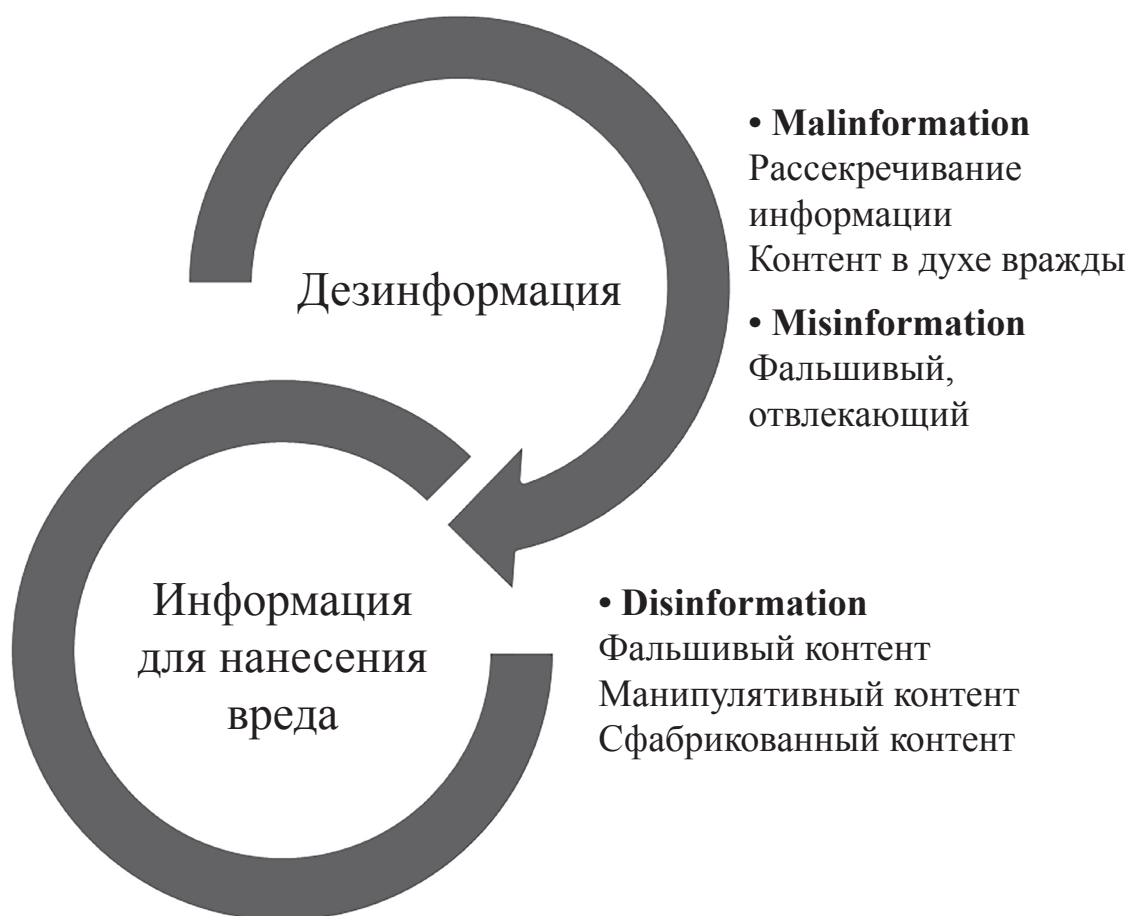 • Malinformation
Рассекречивание
информации
Контент в духе вражды
Дезинформация
• Misinformation
Фальшивый,
отвлекающий
Информация
для нанесения
вреда
• Disinformation
Фальшивый контент
Манипулятивный контент
Сфабрикованный контент